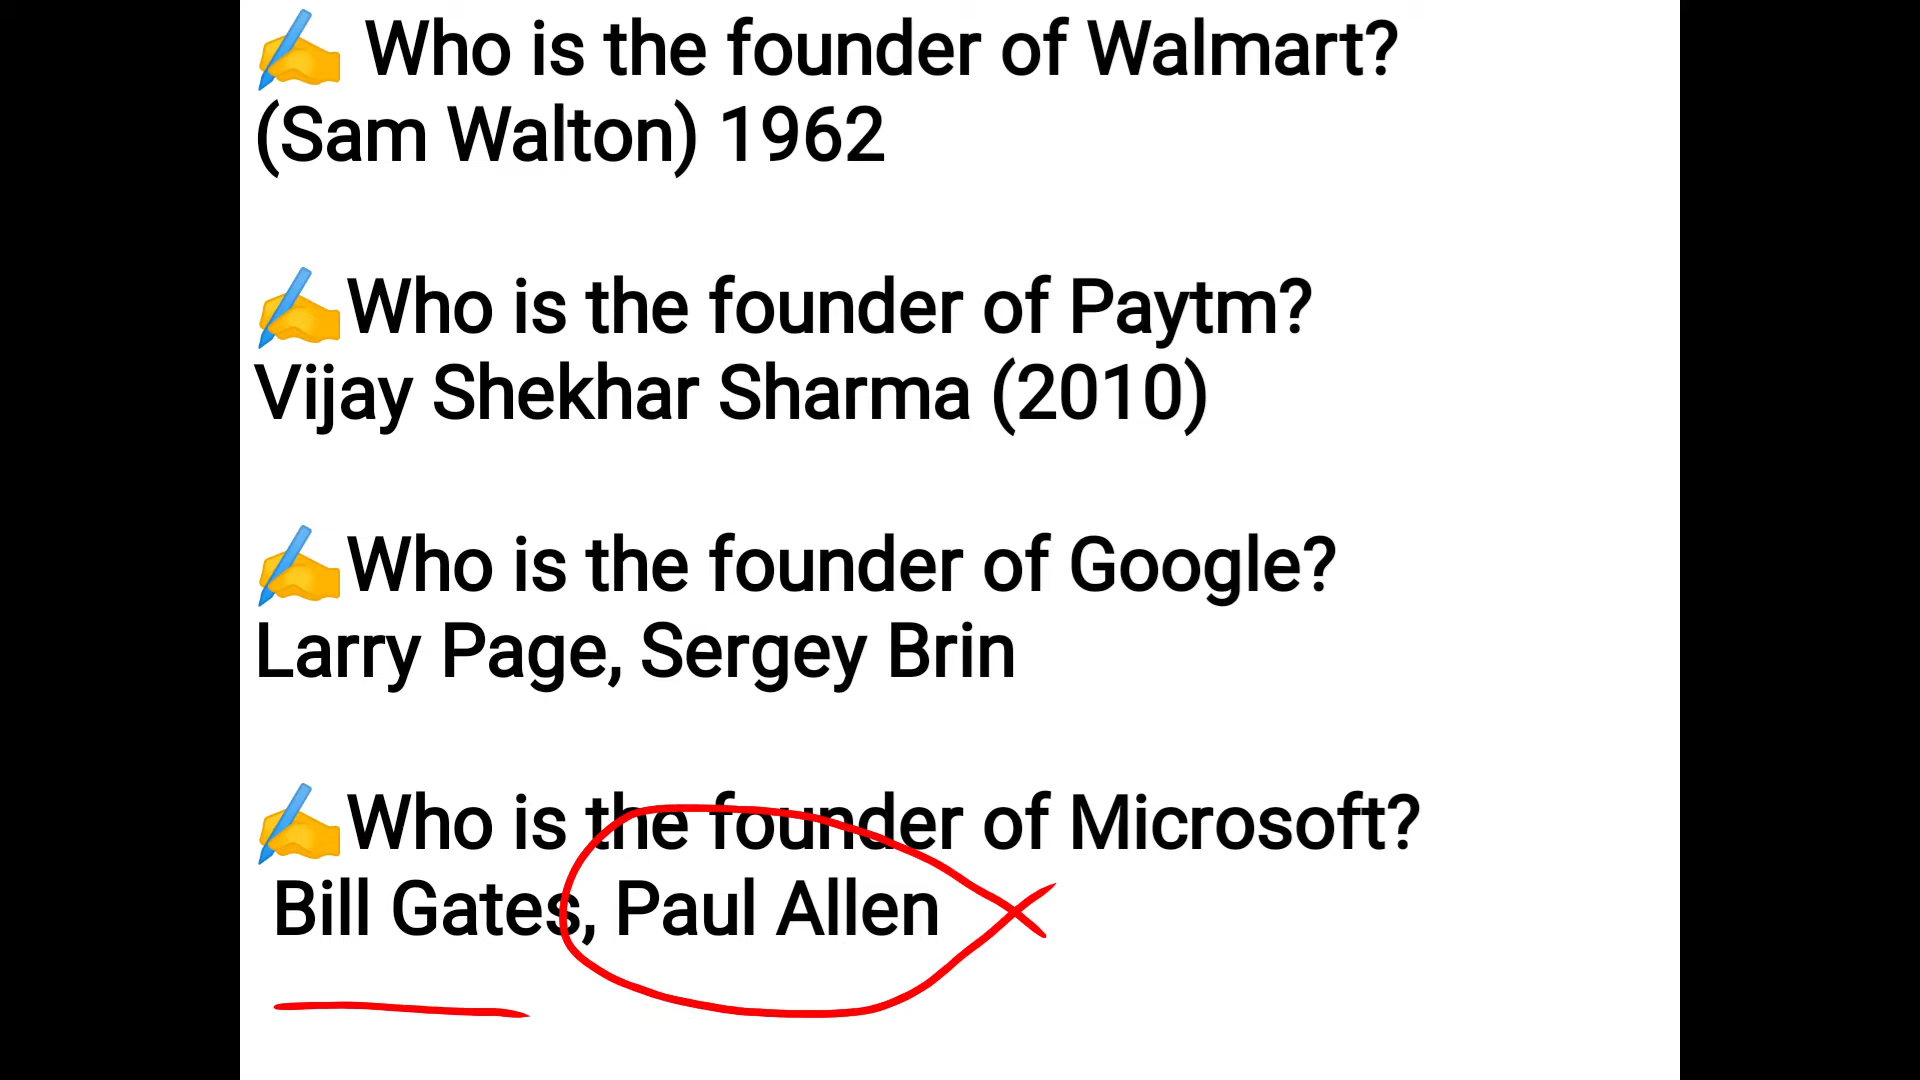 ✍ Who is the founder of Walmart?
(Sam Walton) 1962
✍Who is the founder of Paytm?
Vijay Shekhar Sharma (2010)
✍Who is the founder of Google?
Larry Page, Sergey Brin
✍Who is the founder of Microsoft?
Bill Gates, Paul Allen